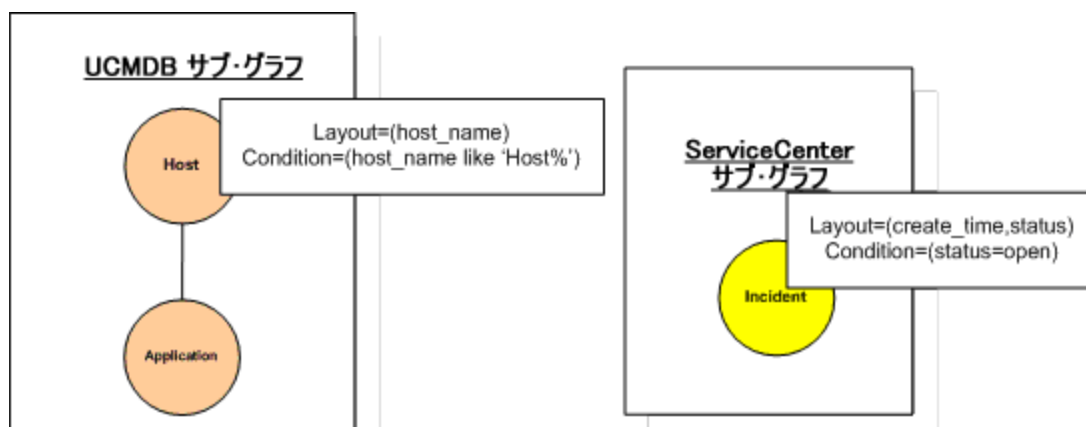 UCMDB サブ・グラフ
Host
Layout=(host_name)
Condition=(host_name like ‘Host%’)
Application
ServiceCenter
サブ・グラフ
Layout=(create_time,status)
Condition=(status=open)
Incident